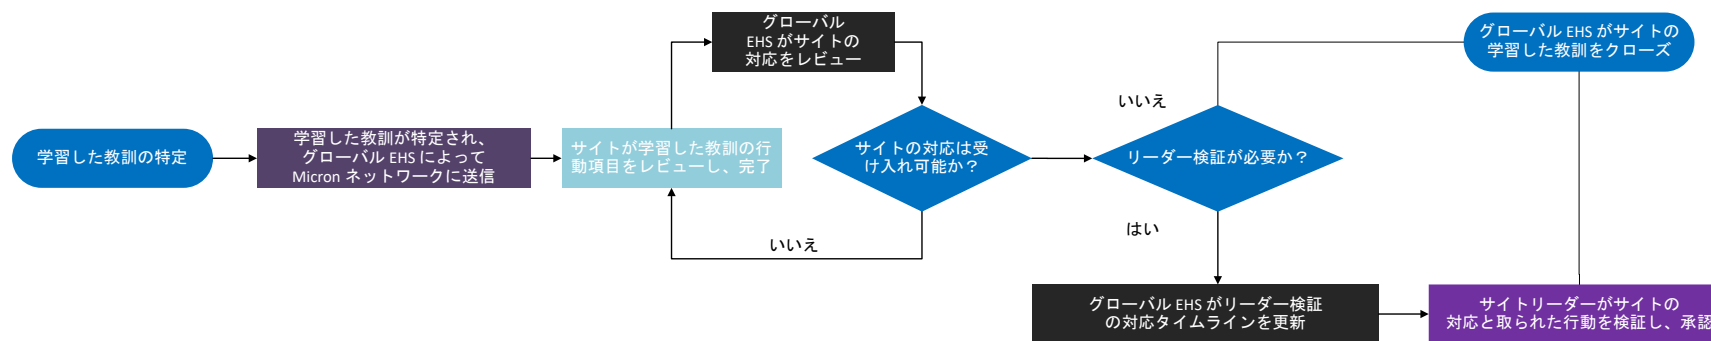 学習した教訓の特定
学習した教訓が特定され、
グローバル EHS によって
Micron ネットワークに送信
サイトが学習した教訓の行
動項目をレビューし、完了
グローバル
EHS がサイトの
対応をレビュー
サイトの対応は受
け入れ可能か？
いいえ
リーダー検証が必要か？
いいえ
はい
グローバル EHS がサイトの
学習した教訓をクローズ
グローバル EHS がリーダー検証
の対応タイムラインを更新
サイトリーダーがサイトの
対応と取られた行動を検証し、承認